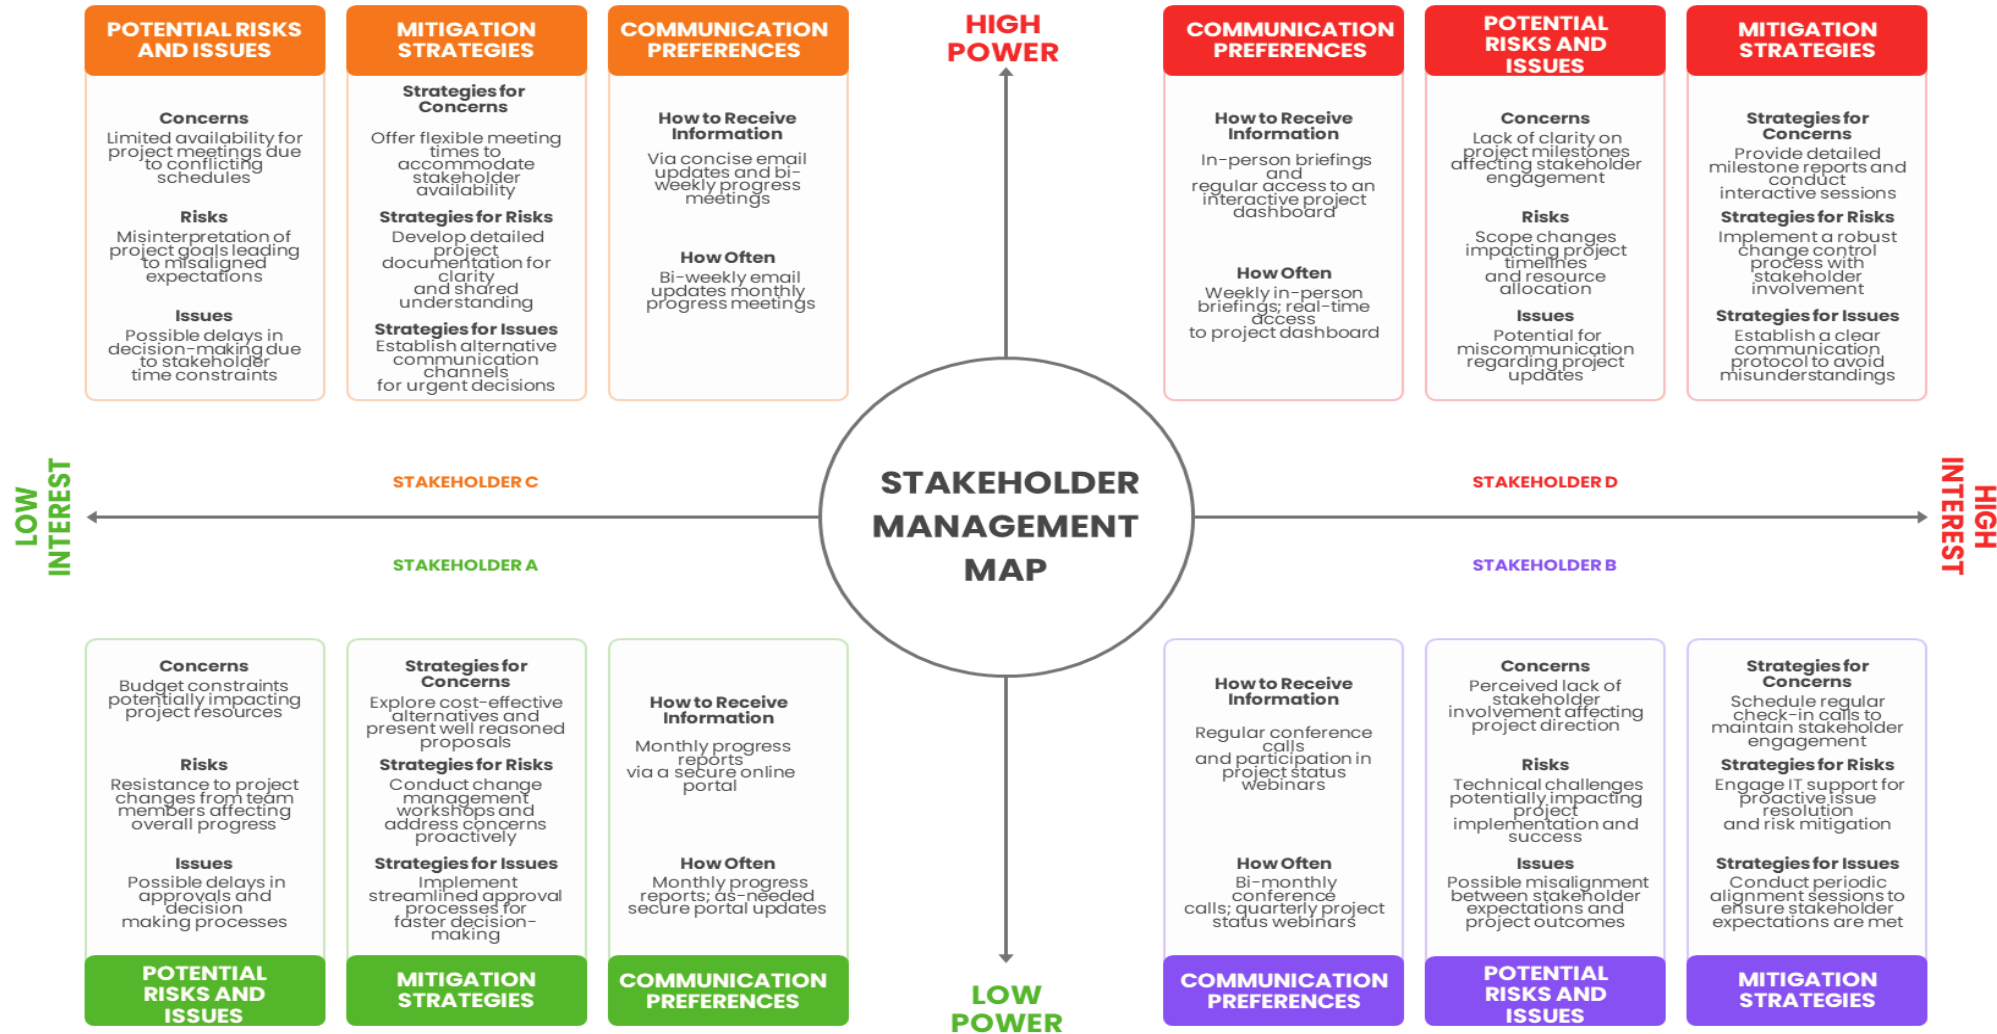 POTENTIAL RISKS
AND ISSUES
Concerns
Limited availability for
project meetings due
to conflicting
schedules
Risks
Misinterpretation of
project goals leading
to misaligned
expectations
Issues
Possible delays in
decision-making due
to stakeholder
time constraints
MITIGATION
STRATEGIES
Strategies for
Concerns
Offer flexible meeting
times to
accommodate
stakeholder
availability
Strategies for Risks
Develop detailed
project
documentation for
clarity
and shared
understanding
Strategies for Issues
Establish alternative
communication
channels
for urgent decisions
COMMUNICATION
PREFERENCES
How to Receive
Information
Via concise email
updates and bi-
weekly progress
meetings
How Often
Bi-weekly email
updates monthly
progress meetings
HIGH
POWER
COMMUNICATION
PREFERENCES
How to Receive
Information
In-person briefings
and
regular access to an
interactive project
dashboard
How Often
Weekly in-person
briefings; real-time
access
to project dashboard
POTENTIAL
RISKS AND
ISSUES
Concerns
Lack of clarity on
project milestones
affecting stakeholder
engagement
Risks
Scope changes
impacting project
timelines
and resource
allocation
Issues
Potential for
miscommunication
regarding project
updates
MITIGATION
STRATEGIES
Strategies for
Concerns
Provide detailed
milestone reports and
conduct
interactive sessions
Strategies for Risks
Implement a robust
change control
process with
stakeholder
involvement
Strategies for Issues
Establish a clear
communication
protocol to avoid
misunderstandings
LOW
INTEREST
STAKEHOLDER C
STAKEHOLDER A
STAKEHOLDER
MANAGEMENT
MAP
STAKEHOLDER D
STAKEHOLDER B
HIGH
INTEREST
Concerns
Budget constraints
potentially impacting
project resources
Risks
Resistance to project
changes from team
members affecting
overall progress
Issues
Possible delays in
approvals and
decision
making processes
POTENTIAL
RISKS AND
ISSUES
Strategies for
Concerns
Explore cost-effective
alternatives and
present well reasoned
proposals
Strategies for Risks
Conduct change
management
workshops and
address concerns
proactively
Strategies for Issues
Implement
streamlined approval
processes for
faster decision-
making
MITIGATION
STRATEGIES
How to Receive
Information
Monthly progress
reports
via a secure online
portal
How Often
Monthly progress
reports; as-needed
secure portal updates
COMMUNICATION
PREFERENCES
LOW
POWER
How to Receive
Information
Regular conference
calls
and participation in
project status
webinars
How Often
Bi-monthly
conference
calls; quarterly project
status webinars
COMMUNICATION
PREFERENCES
Concerns
Perceived lack of
stakeholder
involvement affecting
project direction
Risks
Technical challenges
potentially impacting
project
implementation and
success
Issues
Possible misalignment
between stakeholder
expectations and
project outcomes
POTENTIAL
RISKS AND
ISSUES
Strategies for
Concerns
Schedule regular
check-in calls to
maintain stakeholder
engagement
Strategies for Risks
Engage IT support for
proactive issue
resolution
and risk mitigation
Strategies for Issues
Conduct periodic
alignment sessions to
ensure stakeholder
expectations are met
MITIGATION
STRATEGIES